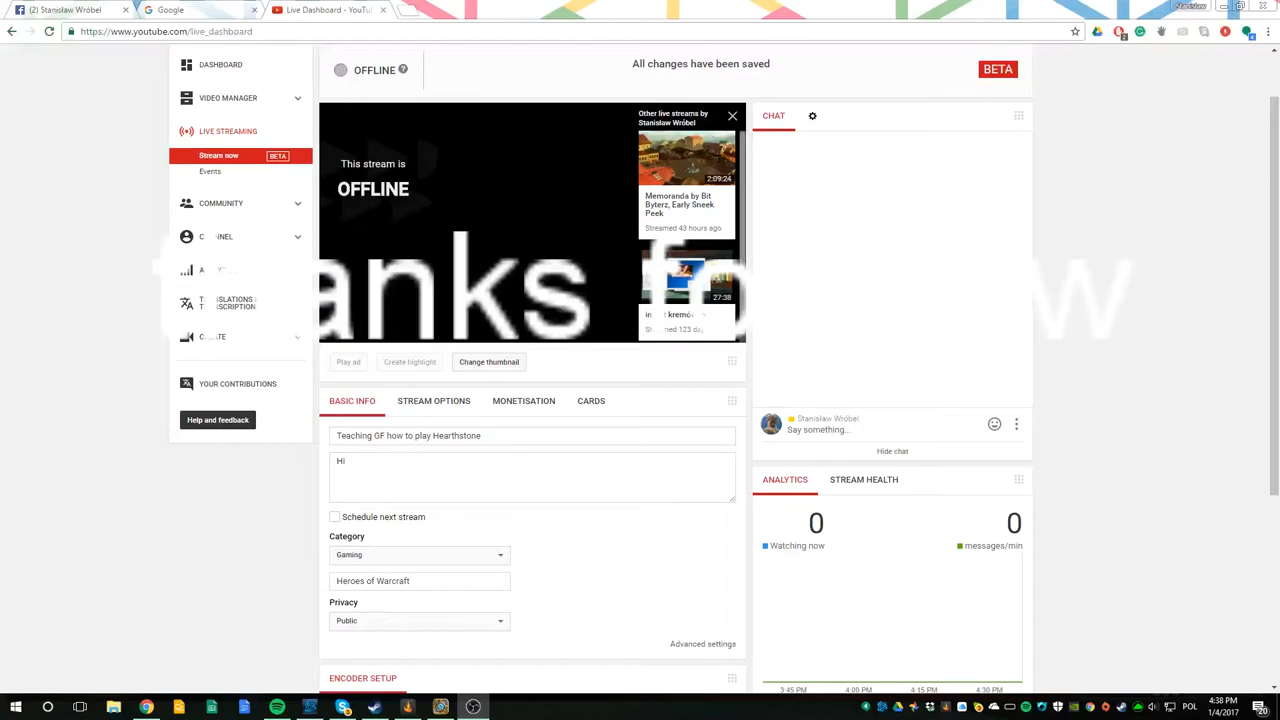 (2) Stanisław Wróbel
Google
Live Dashboard - YouTu
Stanisław
https://www.youtube.com/live_dashboard
DASHBOARD
VIDEO MANAGER
LIVE STREAMING
Stream now BETA
Events
COMMUNITY
YOUR CONTRIBUTIONS
Help and feedback
OFFLINE
All changes have been saved
BETA
This stream is
OFFLINE
Other live streams by
Stanisław Wróbel
2:09:24
Memoranda by Bit
Byterz, Early Sneek
Peek
Streamed 43 hours ago
27:38
anks fo w
Play ad
Create highlight
Change thumbnail
BASIC INFO
STREAM OPTIONS
MONETISATION
CARDS
Teaching GF how to play Hearthstone
Hi
Schedule next stream
Category
Gaming
Heroes of Warcraft
Privacy
Public
Advanced settings
ENCODER SETUP
CHAT
Stanisław Wróbel
Say something...
Hide chat
ANALYTICS
STREAM HEALTH
0
Watching now
0
messages/min
3:45 PM
4:00 PM
4:15 PM
4:30 PM
POL
4:38 PM
1/4/2017
20